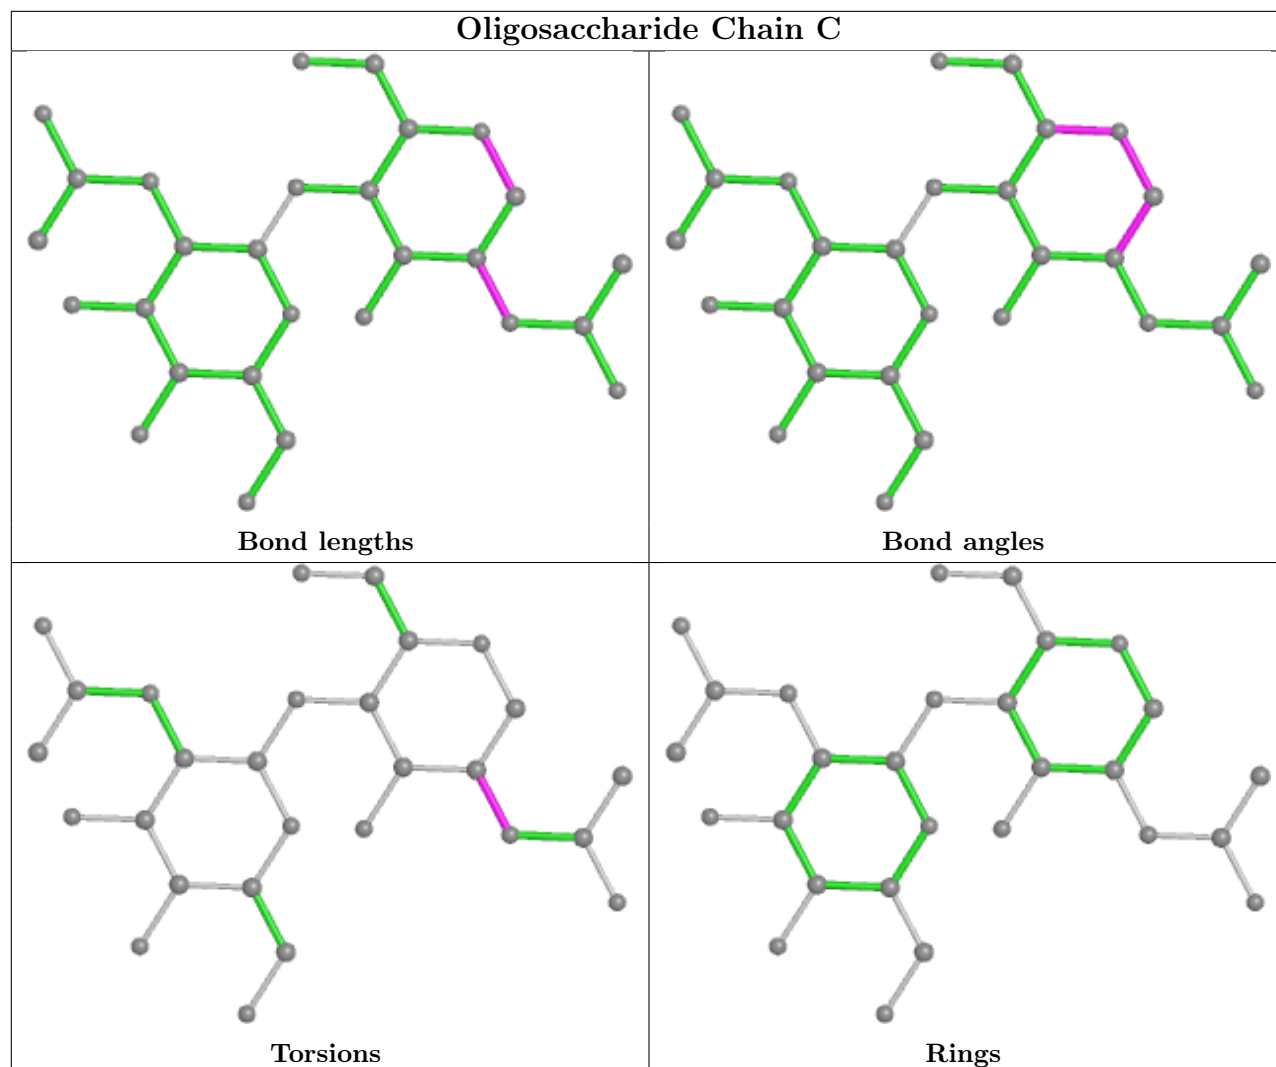 Oligosaccharide Chain C
Bond lengths
Bond angles
Torsions
Rings